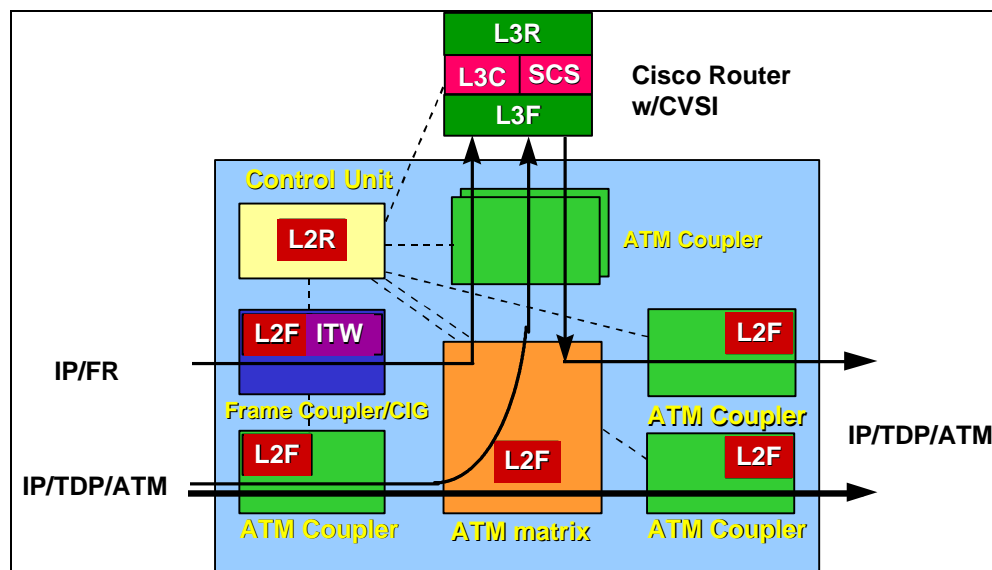 L3R
L3C SCS
L3F
Cisco Router
w/CVSI
Control Unit
L2R
ATM Coupler
L2F ITW
L2F
IP/FR
Frame Coupler/CIG
ATM Coupler
L2F
L2F
L2F
IP/TDP/ATM
IP/TDP/ATM
ATM Coupler
ATM matrix
ATM Coupler